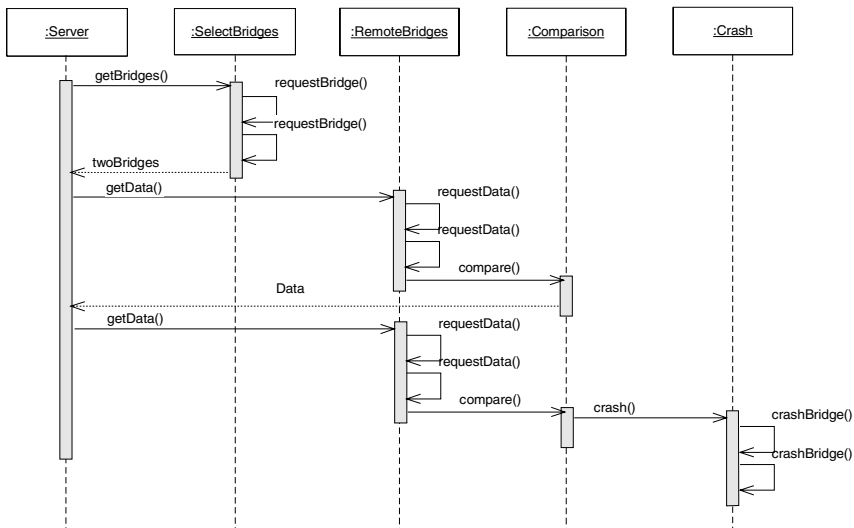 :Server
:SelectBridges
:RemoteBridges
:Comparison
:Crash
getBridges()
requestBridge()
requestBridge()
twoBridges
getData()
requestData()
requestData()
compare()
Data
getData()
requestData()
requestData()
compare()
crash()
crashBridge()
crashBridge()